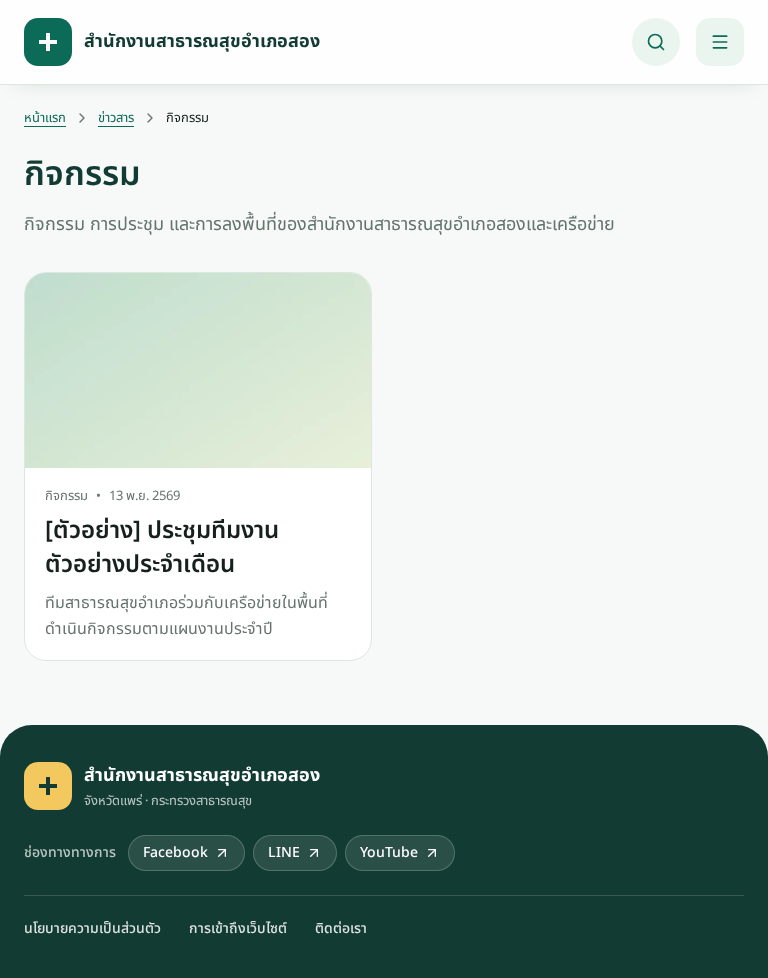 สำนักงานสาธารณสุขอำเภอสอง
หน้าแรก > ข่าวสาร > กิจกรรม
กิจกรรม
กิจกรรม การประชุม และการลงพื้นที่ของสำนักงานสาธารณสุขอำเภอสองและเครือข่าย
กิจกรรม • 13 พ.ย. 2569
[ตัวอย่าง] ประชุมทีมงาน
ตัวอย่างประจำเดือน
ทีมสาธารณสุขอำเภอร่วมกับเครือข่ายในพื้นที่
ดำเนินกิจกรรมตามแผนงานประจำปี
สำนักงานสาธารณสุขอำเภอสอง
จังหวัดแพร่ · กระทรวงสาธารณสุข
ช่องทางทางการ Facebook LINE YouTube
นโยบายความเป็นส่วนตัว การเข้าถึงเว็บไซต์ ติดต่อเรา